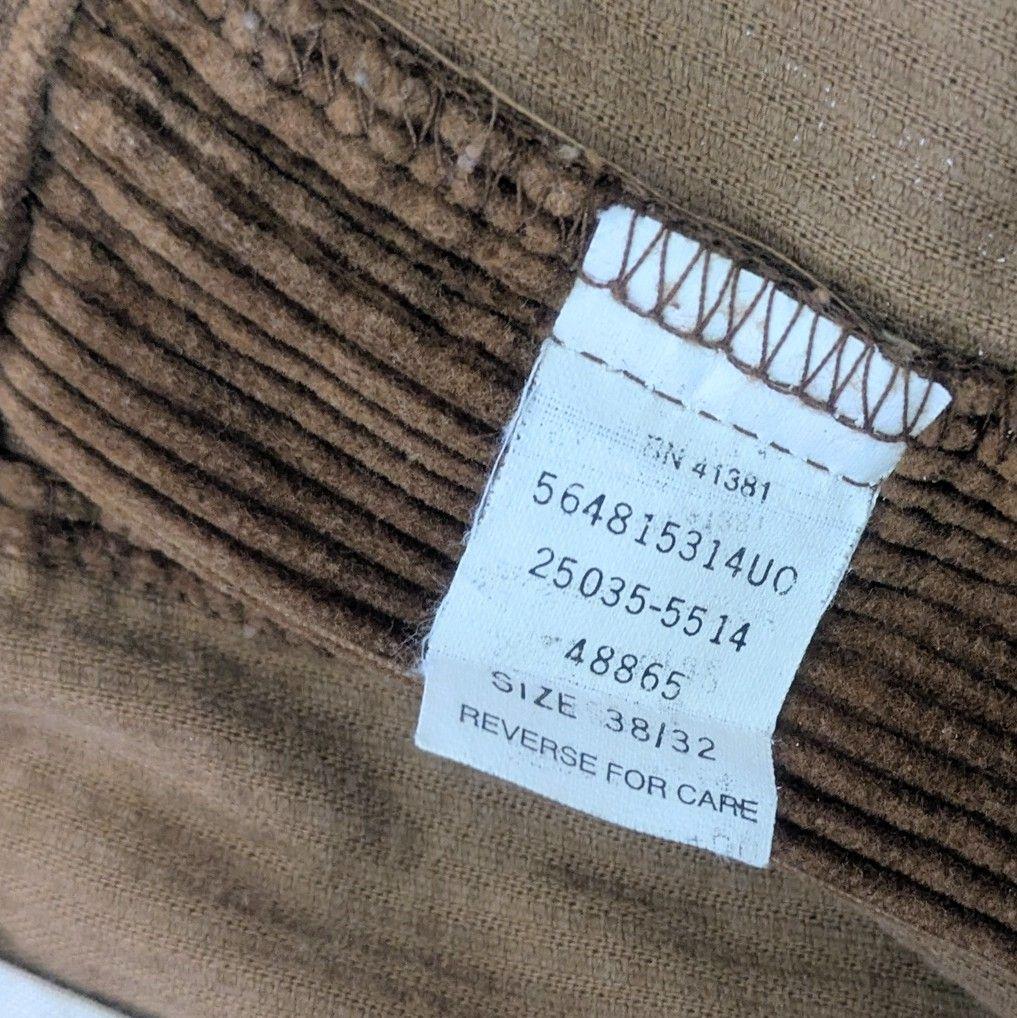 RN 41381
564815314UO
25035-5514
48865
SIZE 38/32
REVERSE FOR CARE